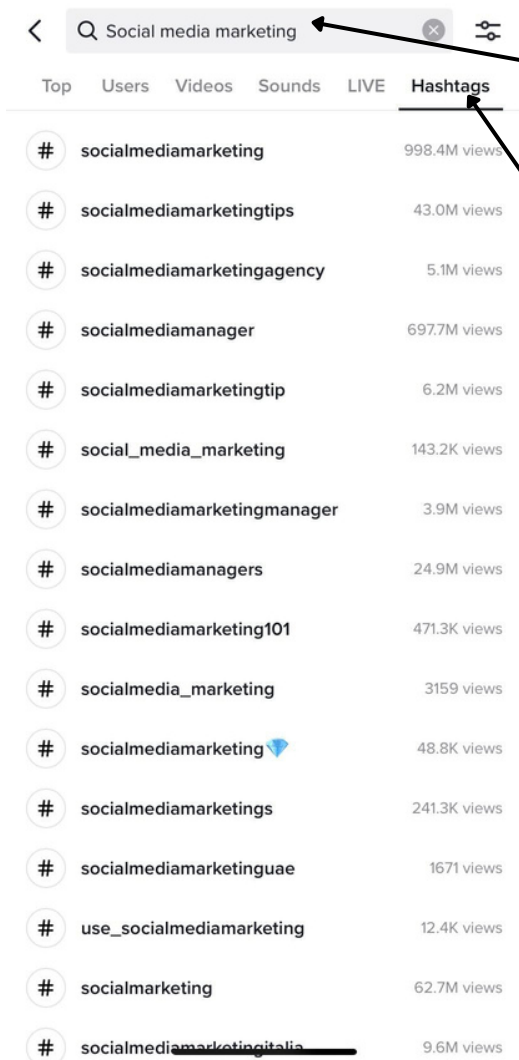 Social media marketing
Top Users Videos Sounds LIVE Hashtags
# socialmediamarketing 998.4M views
# socialmediamarketingtips 43.0M views
# socialmediamarketingagency 5.1M views
# socialmediamanager 697.7M views
# socialmediamarketingtip 6.2M views
# social_media_marketing 143.2K views
# socialmediamarketingmanager 3.9M views
# socialmediamanagers 24.9M views
# socialmediamarketing101 471.3K views
# socialmedia_marketing 3159 views
# socialmediamarketing💎 48.8K views
# socialmediamarketings 241.3K views
# socialmediamarketinguae 1671 views
# use_socialmediamarketing 12.4K views
# socialmarketing 62.7M views
# socialmediamarketingitalia 9.6M views